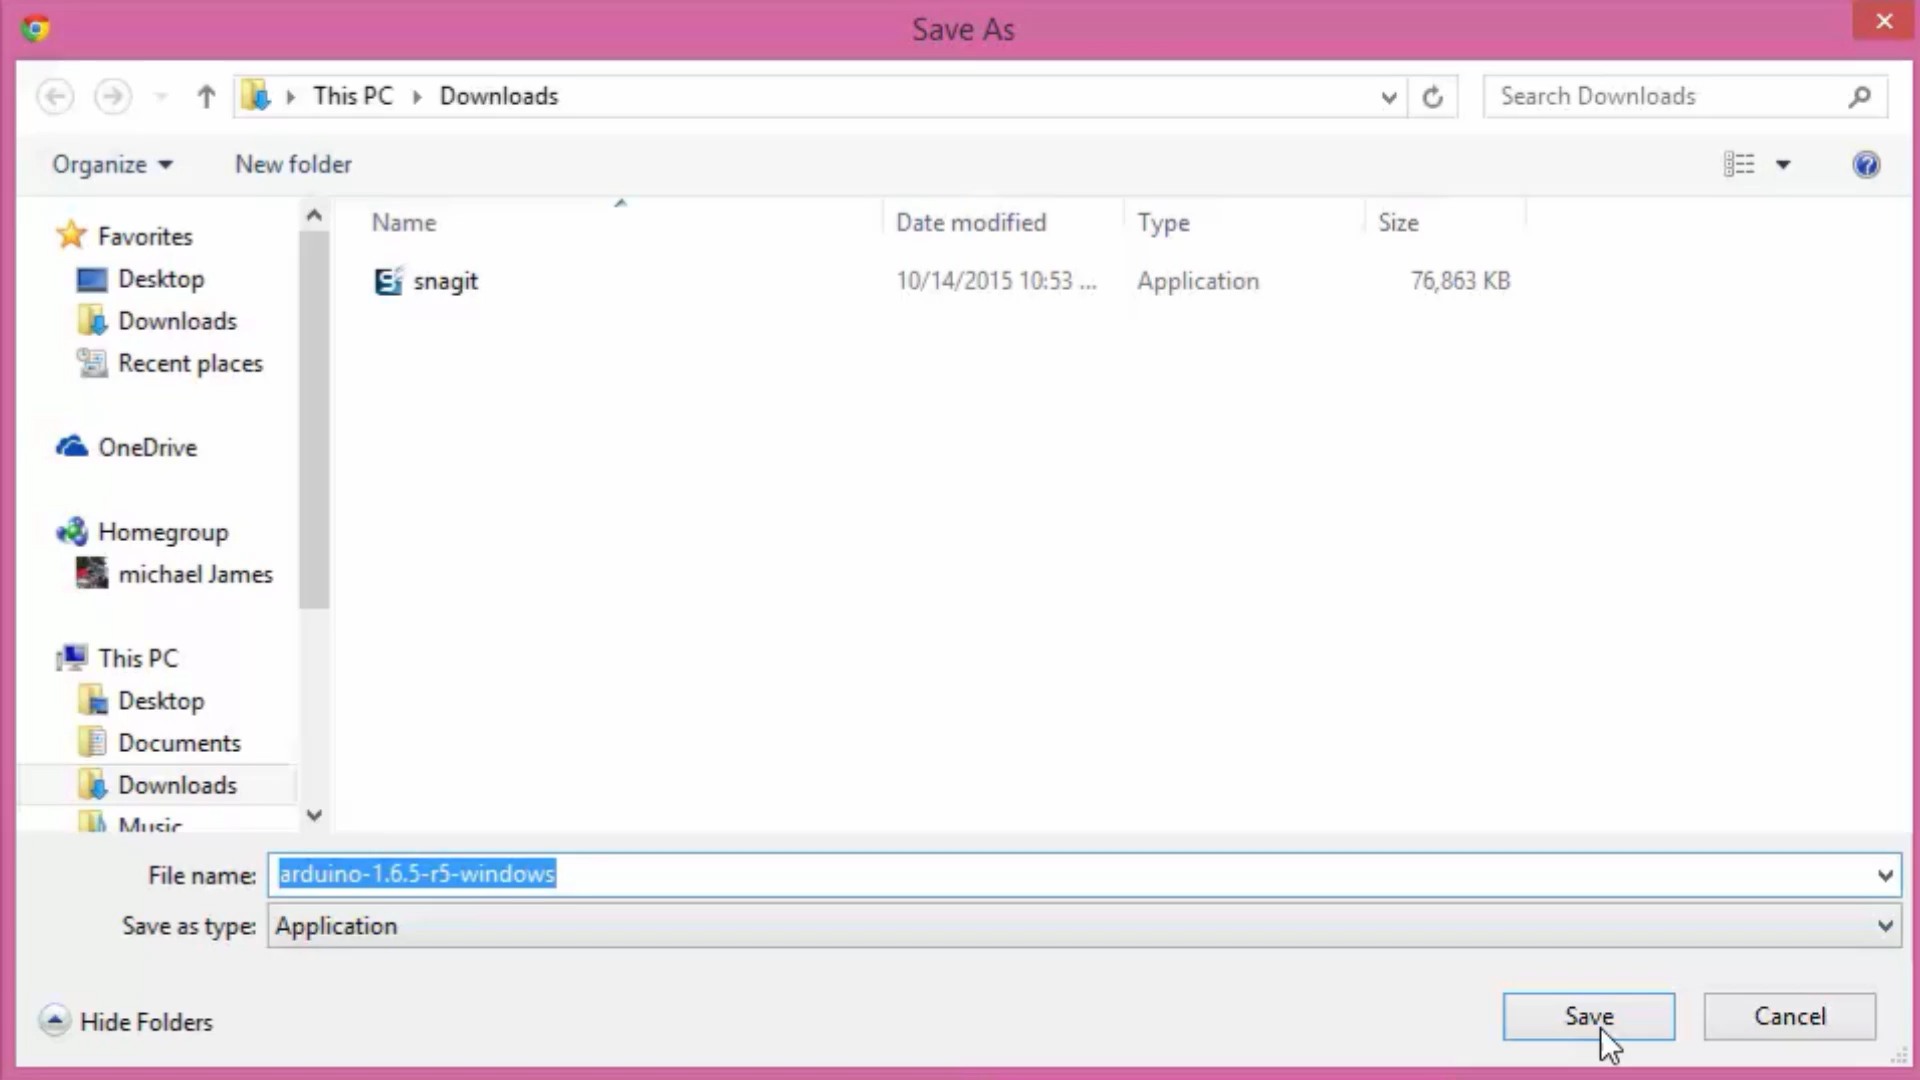 Save As
This PC
Downloads
Search Downloads
Organize
New folder
Name
Date modified
Type
Size
snagit
10/14/2015 10:53 ...
Application
76,863 KB
Favorites
Desktop
Downloads
Recent places
OneDrive
Homegroup
michael James
This PC
Desktop
Documents
Downloads
Music
File name: arduino-1.6.5-r5-windows
Save as type: Application
Hide Folders
Save
Cancel